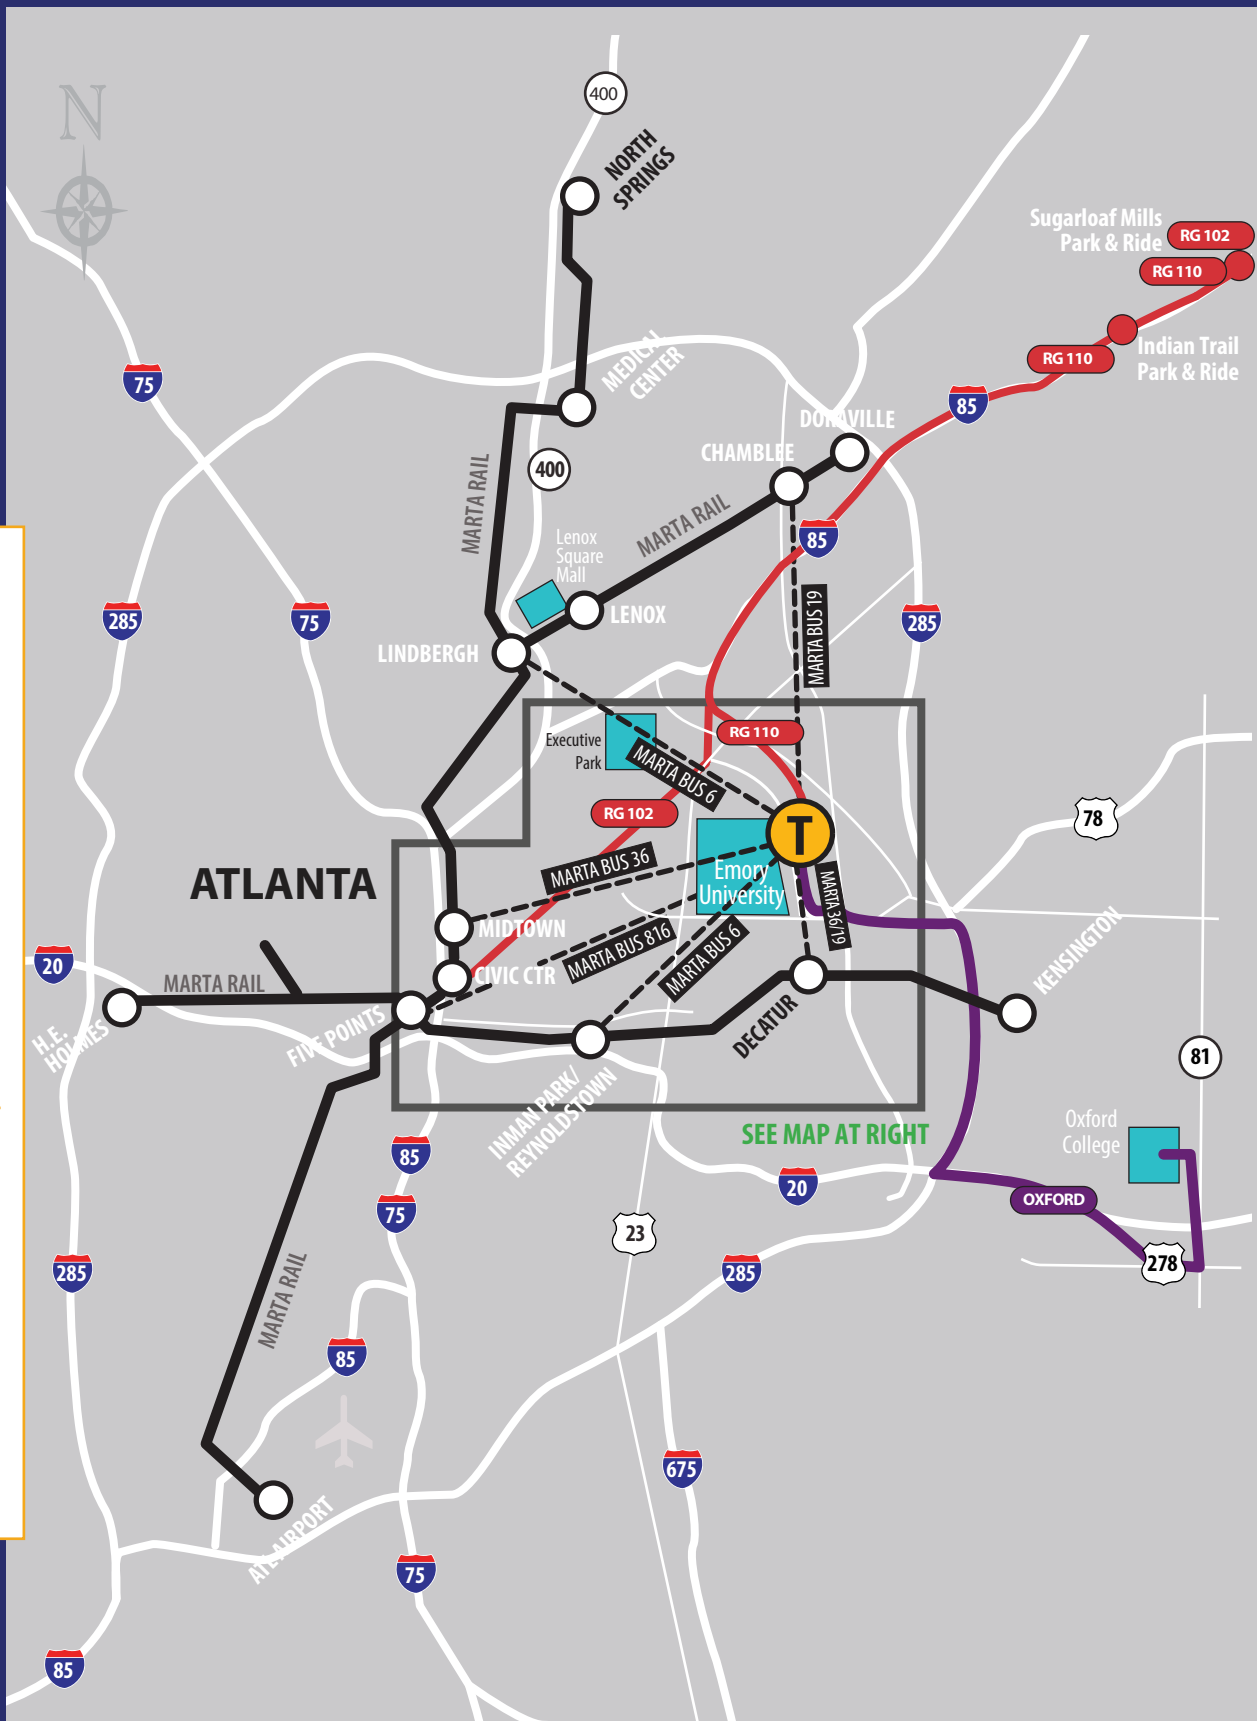 N
400
NORTH
SPRINGS
Sugarloaf Mills
Park & Ride
RG 102
RG 110
Indian Trail
Park & Ride
RG 110
85
75
MEDICAL
CENTER
DORAVILLE
CHAMBLEE
400
MARTA RAIL
MARTA RAIL
85
Lenox
Square
Mall
LENOX
285
75
285
MARTA BUS 19
LINDBERGH
Executive
Park
RG 110
MARTA BUS 6
RG 102
78
T
ATLANTA
MARTA BUS 36
Emory
University
MARTA 36/19
MIDTOWN
MARTA BUS 816
MARTA BUS 6
KENSINGTON
20
MARTA RAIL
CIVIC CTR
H.E.
HOLMES
FIVE POINTS
DECATUR
81
INMAN PARK/
REYNOLDSTOWN
SEE MAP AT RIGHT
Oxford
College
85
20
OXFORD
75
23
278
285
285
MARTA RAIL
85
675
ATL AIRPORT
75
85